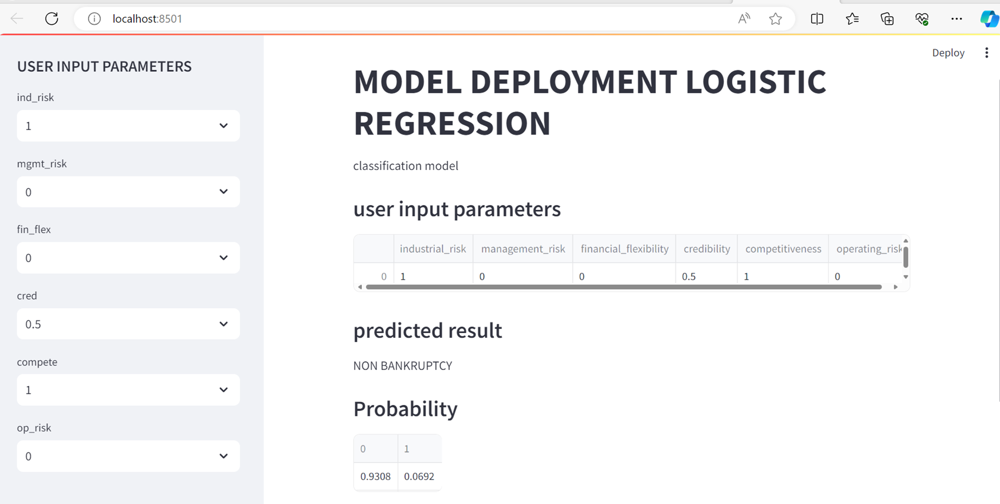 localhost:8501
Deploy
USER INPUT PARAMETERS
ind_risk
1
mgmt_risk
0
fin_flex
0
cred
0.5
compete
1
op_risk
0
MODEL DEPLOYMENT LOGISTIC
REGRESSION
classification model
user input parameters
industrial_risk management_risk financial_flexibility credibility competitiveness operating_risk
0 1 0 0 0.5 1 0
predicted result
NON BANKRUPTCY
Probability
0 1
0.9308 0.0692